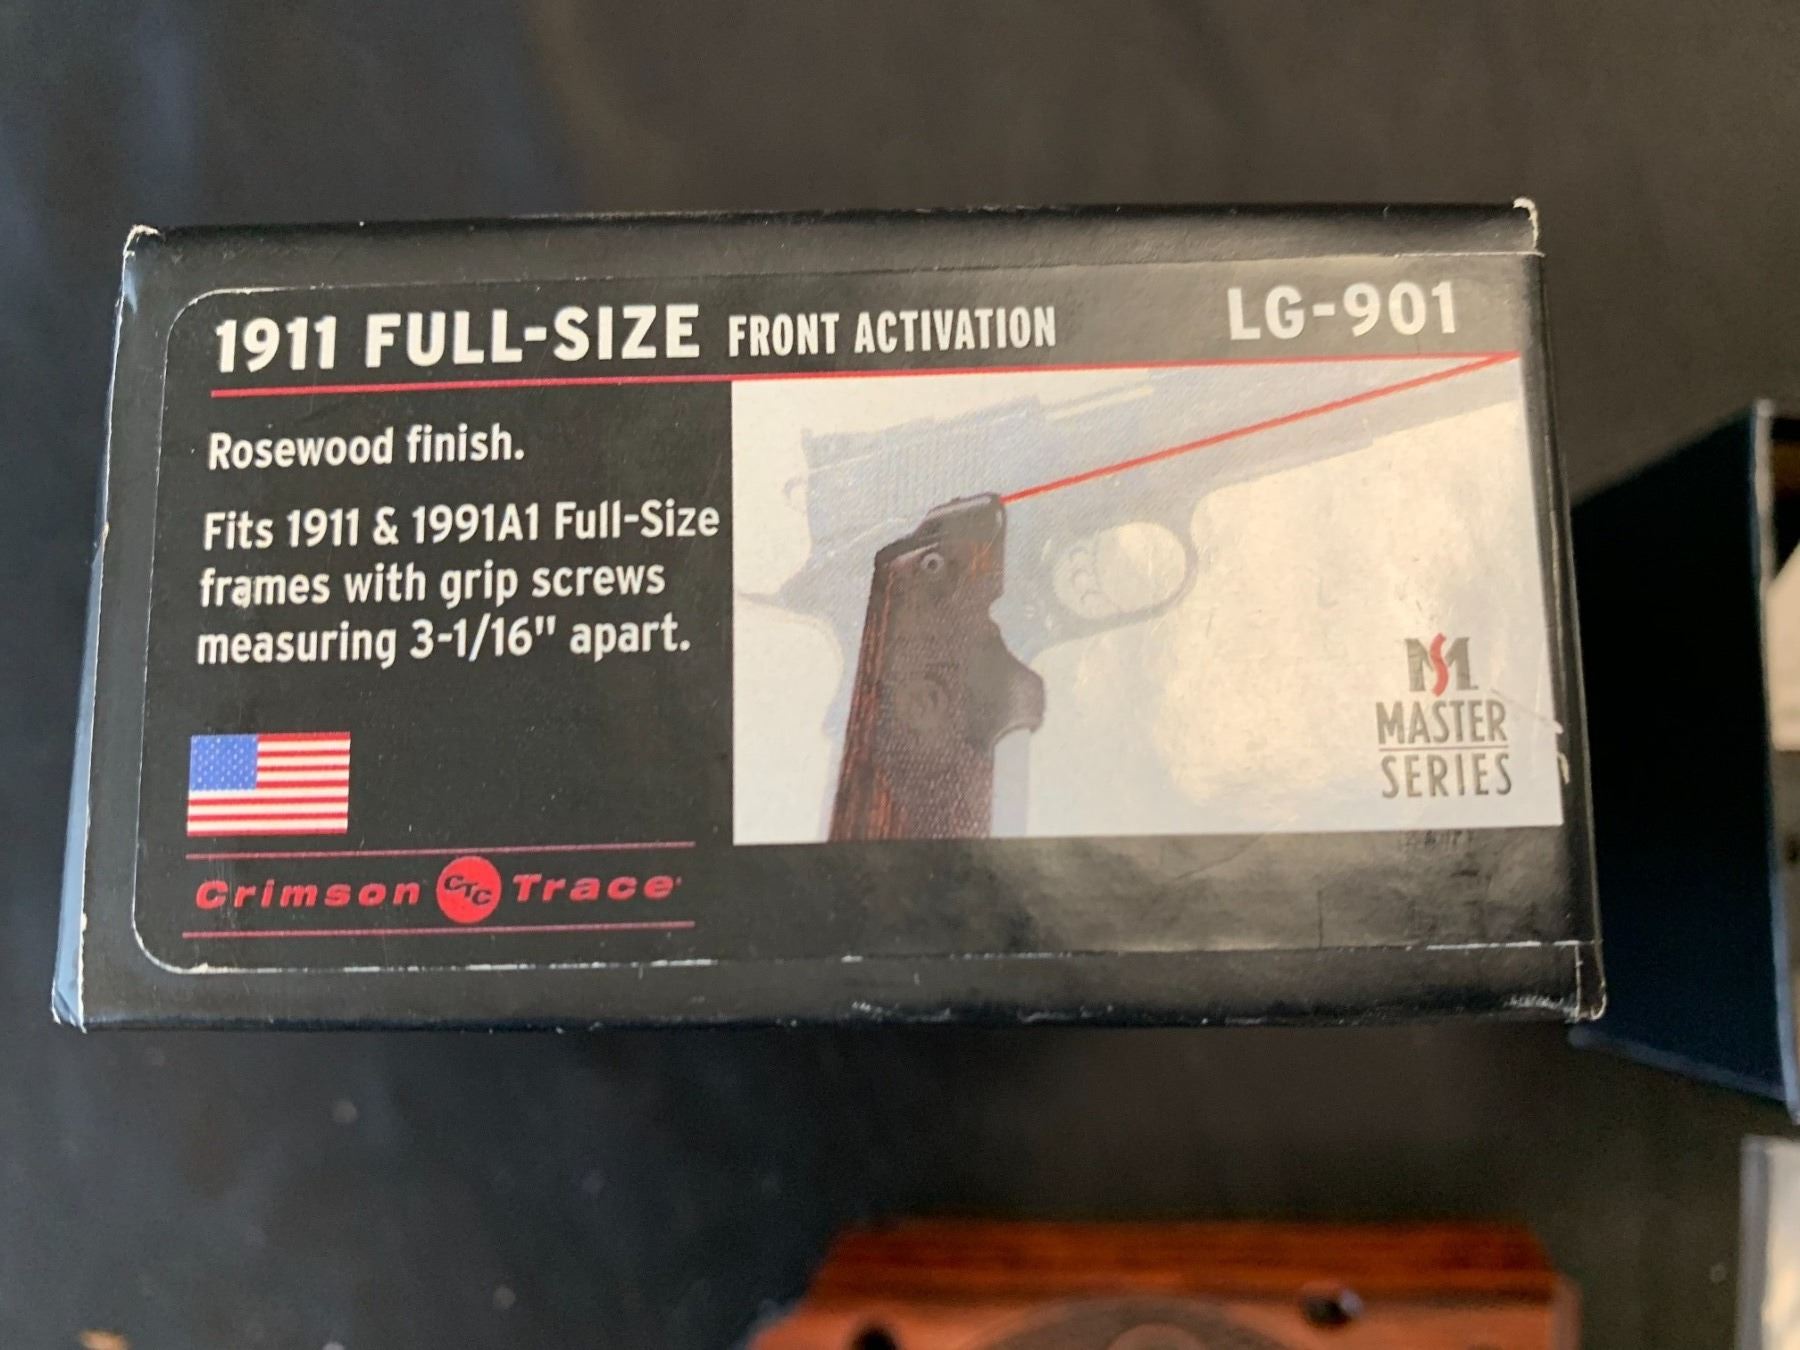 1911 FULL-SIZE FRONT ACTIVATION LG-901
Rosewood finish.
Fits 1911 & 1991A1 Full-Size
frames with grip screws
measuring 3-1/16" apart.
MS
MASTER
SERIES
Crimson CTC Trace